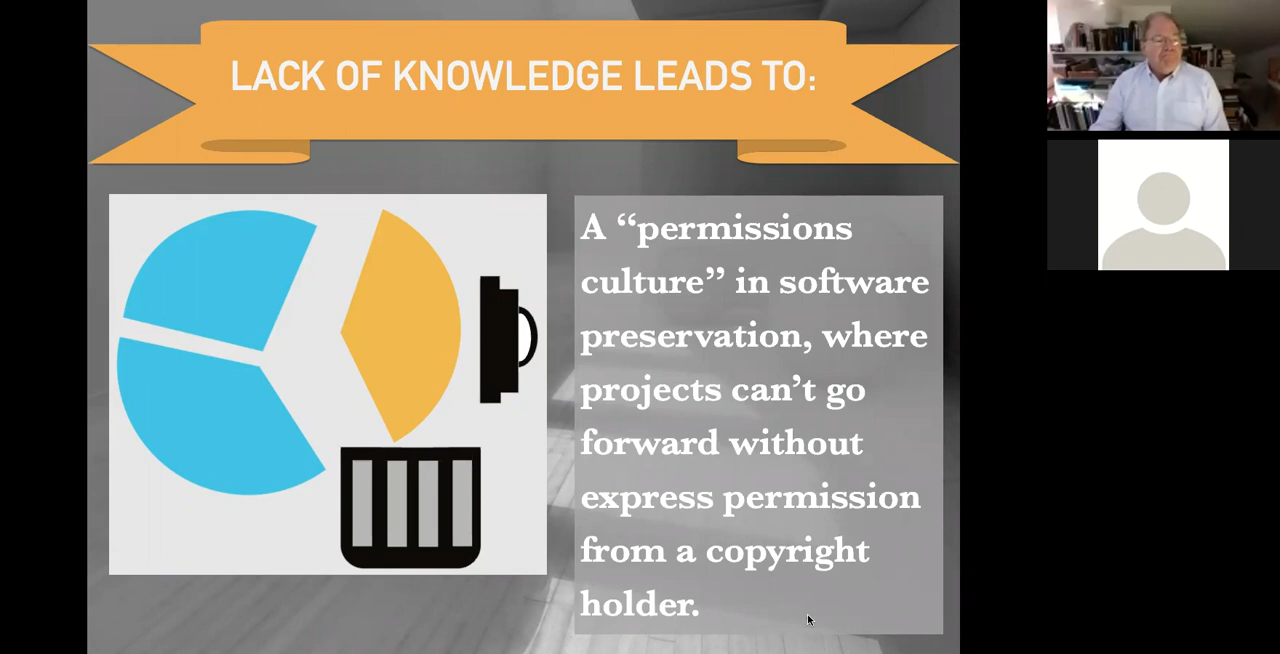 LACK OF KNOWLEDGE LEADS TO:
A “permissions
culture” in software
preservation, where
projects can’t go
forward without
express permission
from a copyright
holder.